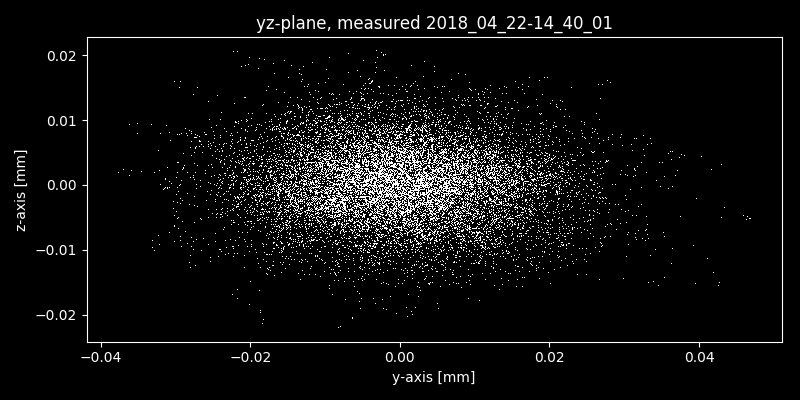 yz-plane, measured 2018_04_22-14_40_01
0.02
0.01
0.00
−0.01
−0.02
z-axis [mm]
−0.04 −0.02 0.00 0.02 0.04
y-axis [mm]